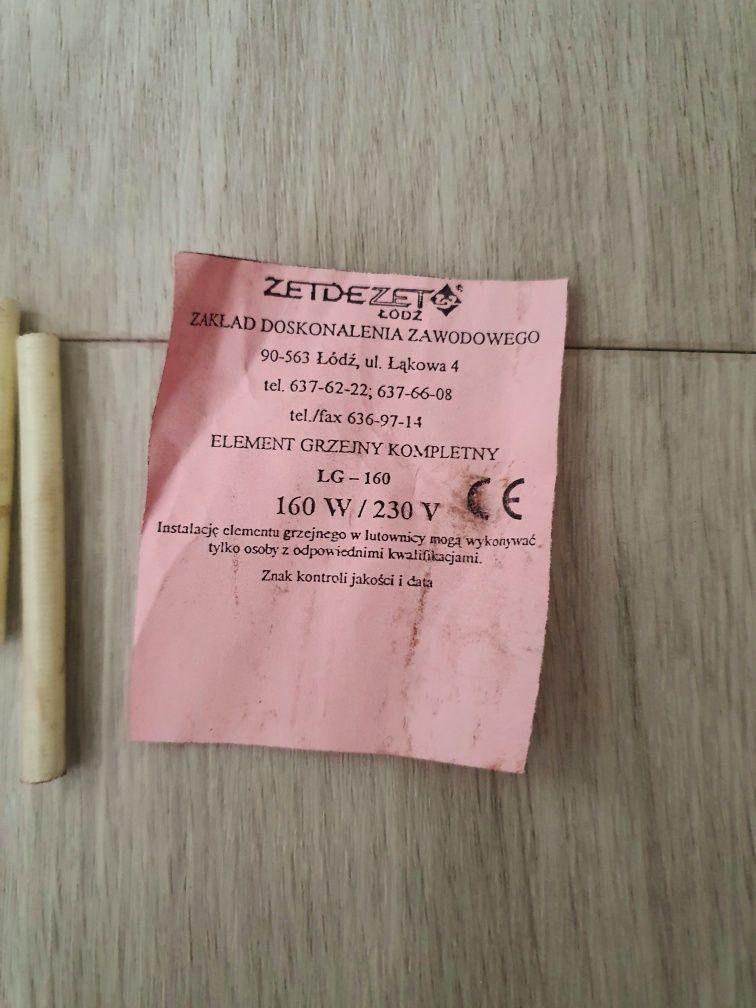 ZETDEZET
ŁÓDŹ
ZAKŁAD DOSKONALENIA ZAWODOWEGO
90-563 Łódź, ul. Łąkowa 4
tel. 637-62-22; 637-66-08
tel./fax 636-97-14
ELEMENT GRZEJNY KOMPLETNY
LG – 160
160 W / 230 V CE
Instalację elementu grzejnego w lutownicy mogą wykonywać
tylko osoby z odpowiednimi kwalifikacjami.
Znak kontroli jakości i data